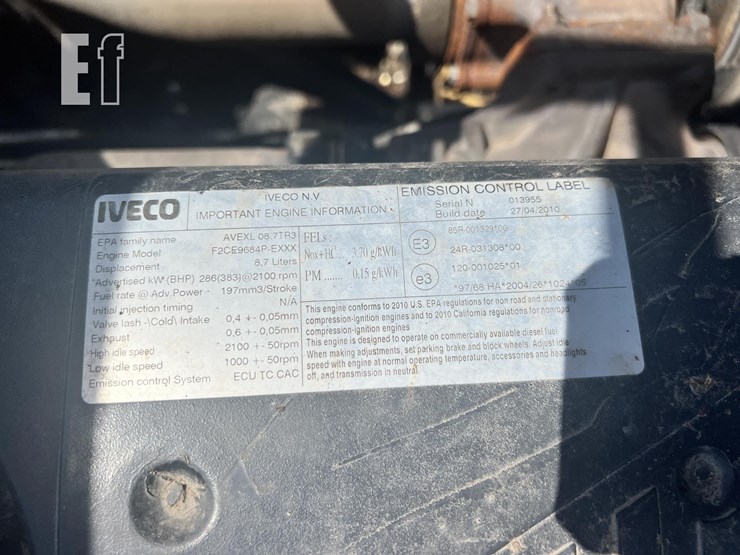 Ef
IVECO
IVECO N.V
IMPORTANT ENGINE INFORMATION
EMISSION CONTROL LABEL
Serial N 013955
Build date 27/04/2010
EPA family name AVEXL 08.7TR3
Engine Model F2CE9684P-EXXX
Displacement 8,7 Liters
"Advertised kW (BHP) 286(383)@2100 rpm
Fuel rate @ Adv.Power 197mm3/Stroke
Initial injection timing N/A
Valve lash -\Cold\ Intake 0,4 +- 0,05mm
Exhpust 0,6 +- 0,05mm
High idle speed 2100 +- 50rpm
Low idle speed 1000 +- 50rpm
Emission control System ECU TC CAC
FELs:
Nox+HC 3.70 g/kWh
PM ...... 0.15 g/kWh
E3
24R-031308*00
e3
120-001025*01
*97/68 HA*2004/26*102+*05
This engine conforms to 2010 U.S. EPA regulations for non road and stationary
compression-ignition engines and to 2010 California regulations for nonroad
compression-ignition engines
This engine is designed to operate on commercially available diesel fuel
When making adjustments, set parking brake and block wheels. Adjust idle
speed with engine at normal operating temperature, accessories and headlights
off, and transmission in neutral.